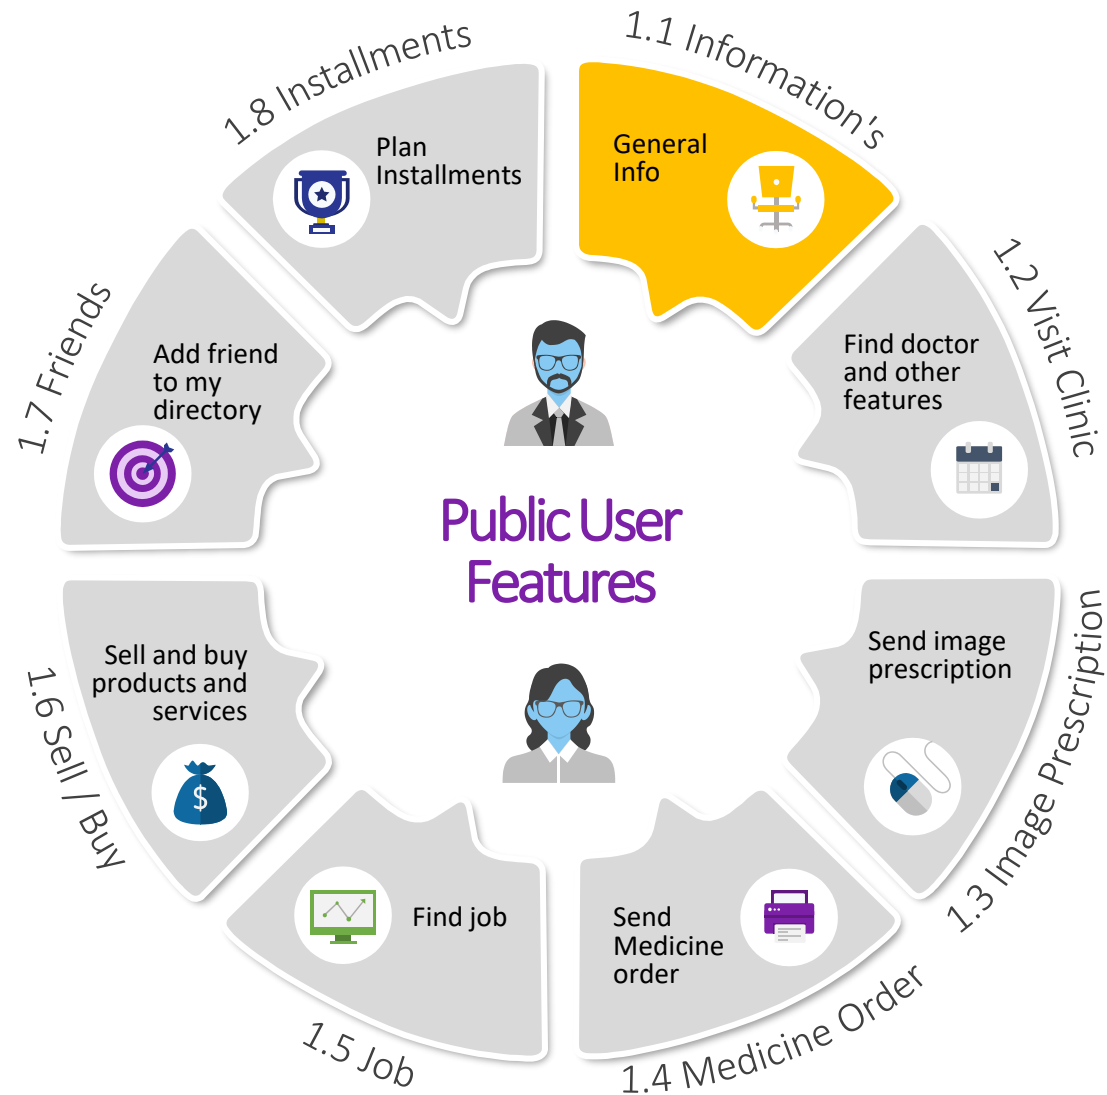 1.1 Information's
General
Info
1.2 Visit Clinic
Find doctor
and other
features
1.3 Image Prescription
Send image
prescription
1.4 Medicine Order
Send
Medicine
order
1.5 Job
Find job
1.6 Sell / Buy
Sell and buy
products and
services
$
1.7 Friends
Add friend
to my
directory
1.8 Installments
Plan
Installments
Public User
Features